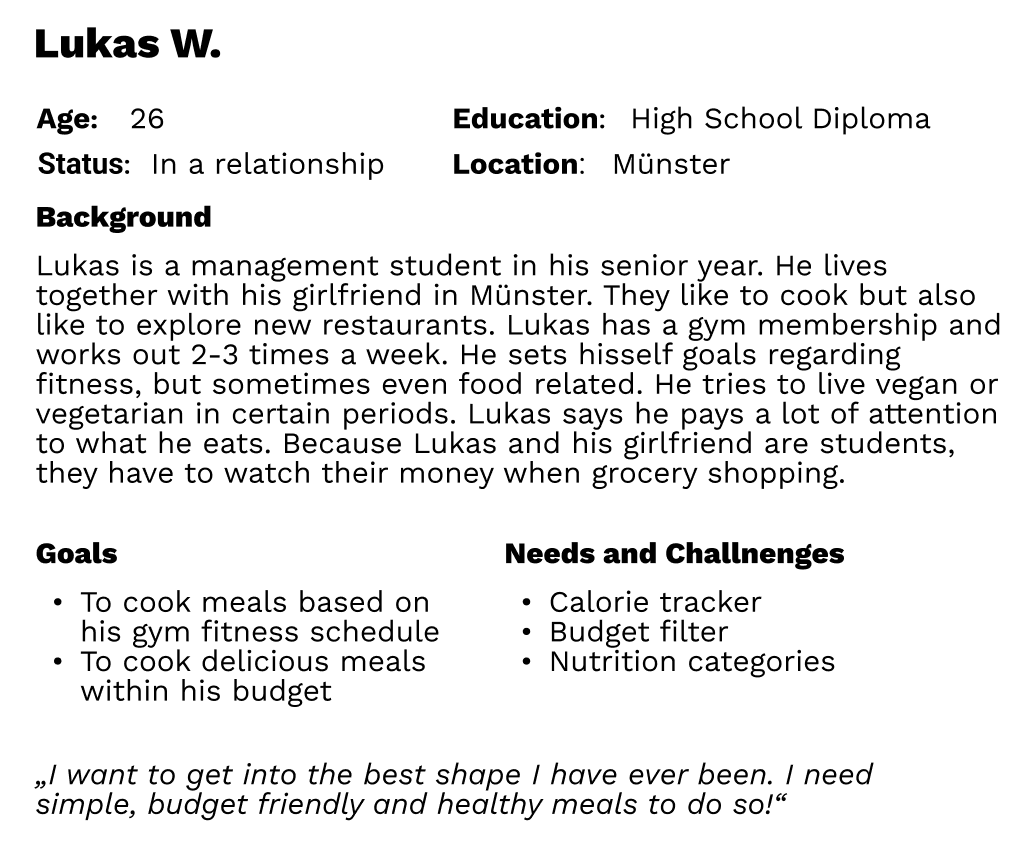 Lukas W.
Age: 26
Education: High School Diploma
Status: In a relationship
Location: Münster
Background
Lukas is a management student in his senior year. He lives
together with his girlfriend in Münster. They like to cook but also
like to explore new restaurants. Lukas has a gym membership and
works out 2-3 times a week. He sets hisself goals regarding
fitness, but sometimes even food related. He tries to live vegan or
vegetarian in certain periods. Lukas says he pays a lot of attention
to what he eats. Because Lukas and his girlfriend are students,
they have to watch their money when grocery shopping.
Goals
• To cook meals based on
his gym fitness schedule
• To cook delicious meals
within his budget
Needs and Challnenges
• Calorie tracker
• Budget filter
• Nutrition categories
„I want to get into the best shape I have ever been. I need
simple, budget friendly and healthy meals to do so!“